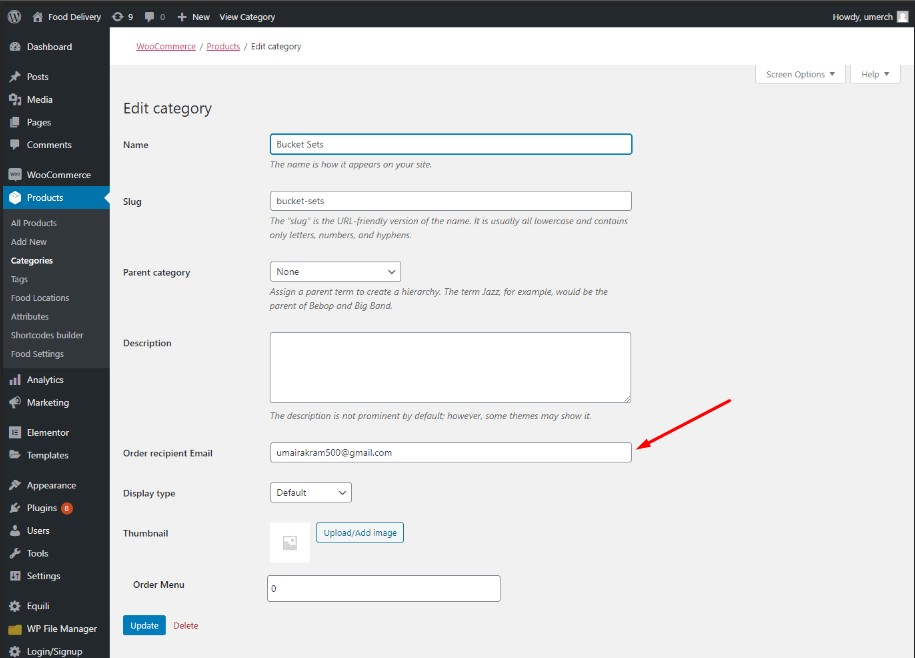 Food Delivery 9 0 + New View Category Howdy, umerch
Dashboard
Posts
Media
Pages
Comments
WooCommerce
Products
All Products
Add New
Categories
Tags
Food Locations
Attributes
Shortcodes builder
Food Settings
Analytics
Marketing
Elementor
Templates
Appearance
Plugins 8
Users
Tools
Settings
Equili
WP File Manager
Login/Signup
WooCommerce / Products / Edit category
Screen Options ▼ Help ▼
Edit category
Name Bucket Sets
The name is how it appears on your site.
Slug bucket-sets
The “slug” is the URL-friendly version of the name. It is usually all lowercase and contains
only letters, numbers, and hyphens.
Parent category None
Assign a parent term to create a hierarchy. The term Jazz, for example, would be the
parent of Bebop and Big Band.
Description
The description is not prominent by default; however, some themes may show it.
Order recipient Email umairakram500@gmail.com
Display type Default
Thumbnail Upload/Add image
Order Menu 0
Update Delete